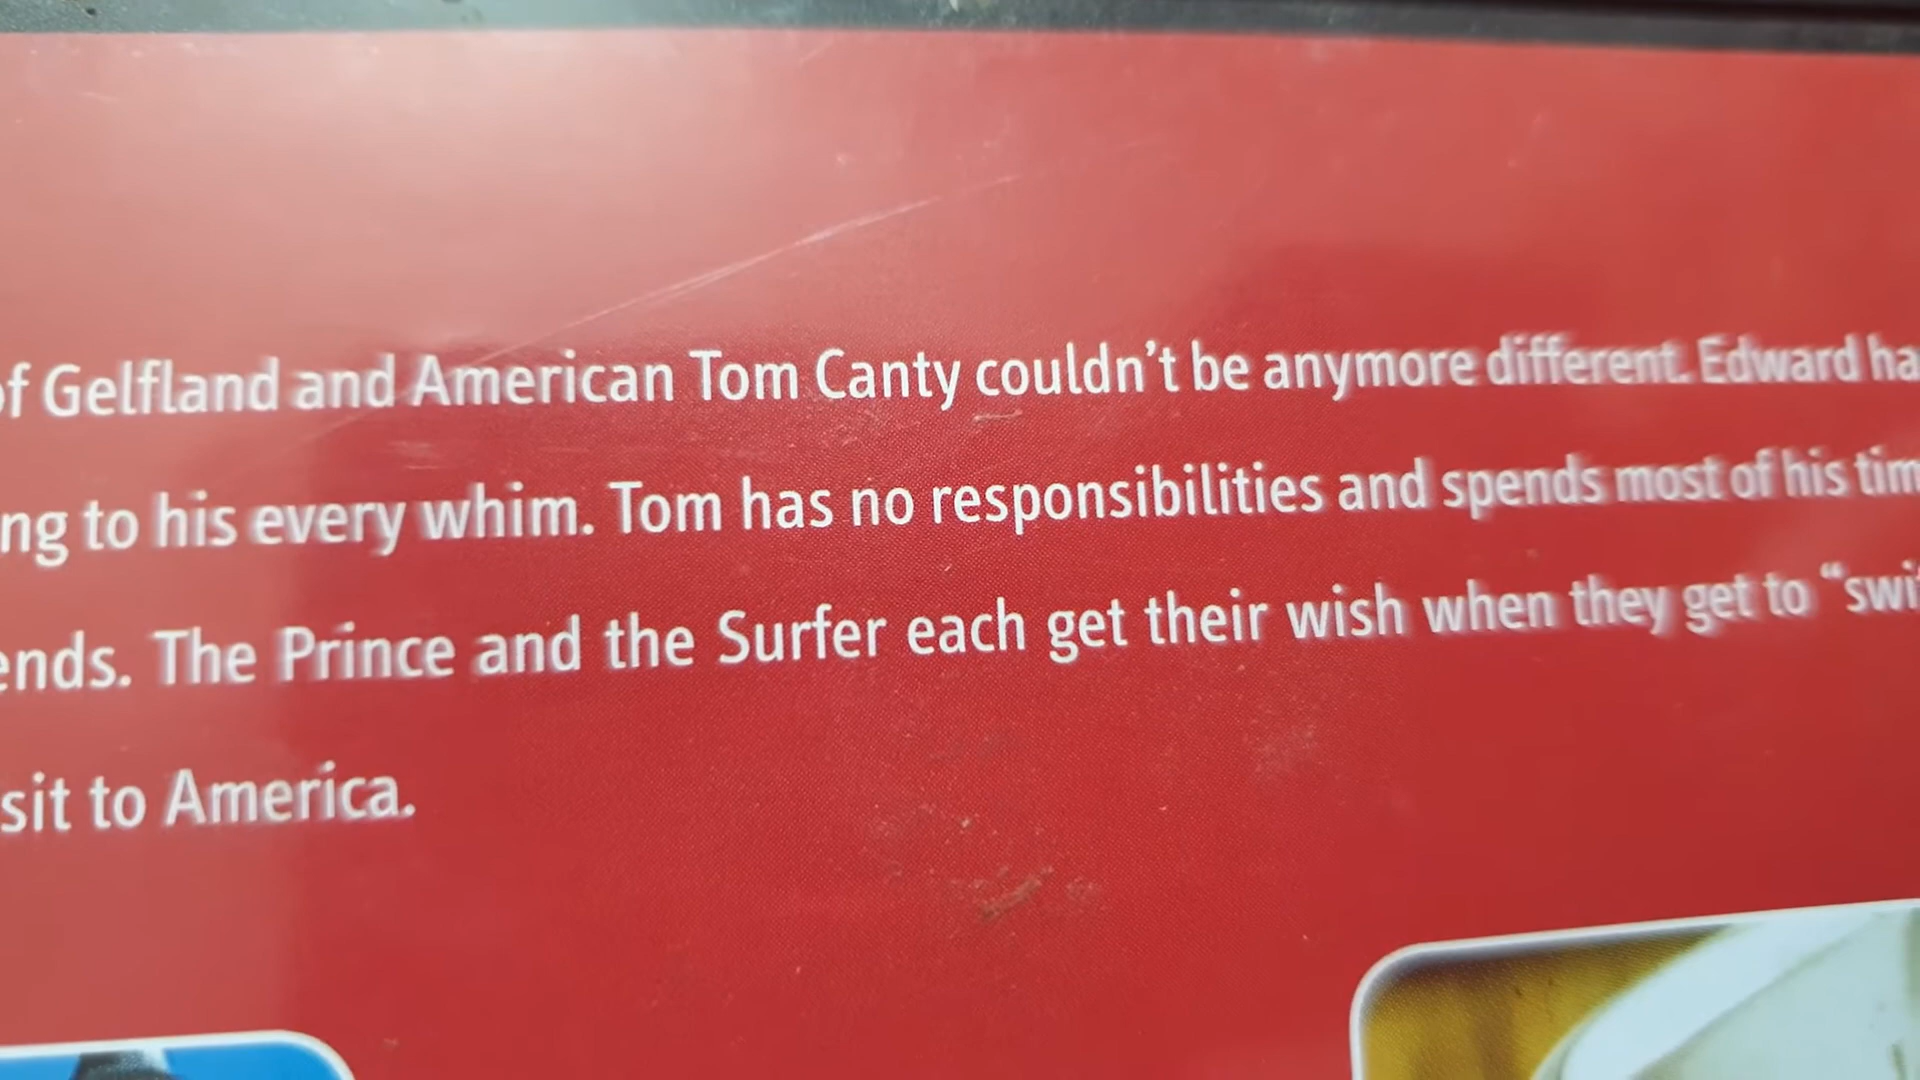 of Gelfland and American Tom Canty couldn't be anymore different. Edward ha
ng to his every whim. Tom has no responsibilities and spends most of his tim
ends. The Prince and the Surfer each get their wish when they get to “swi
sit to America.